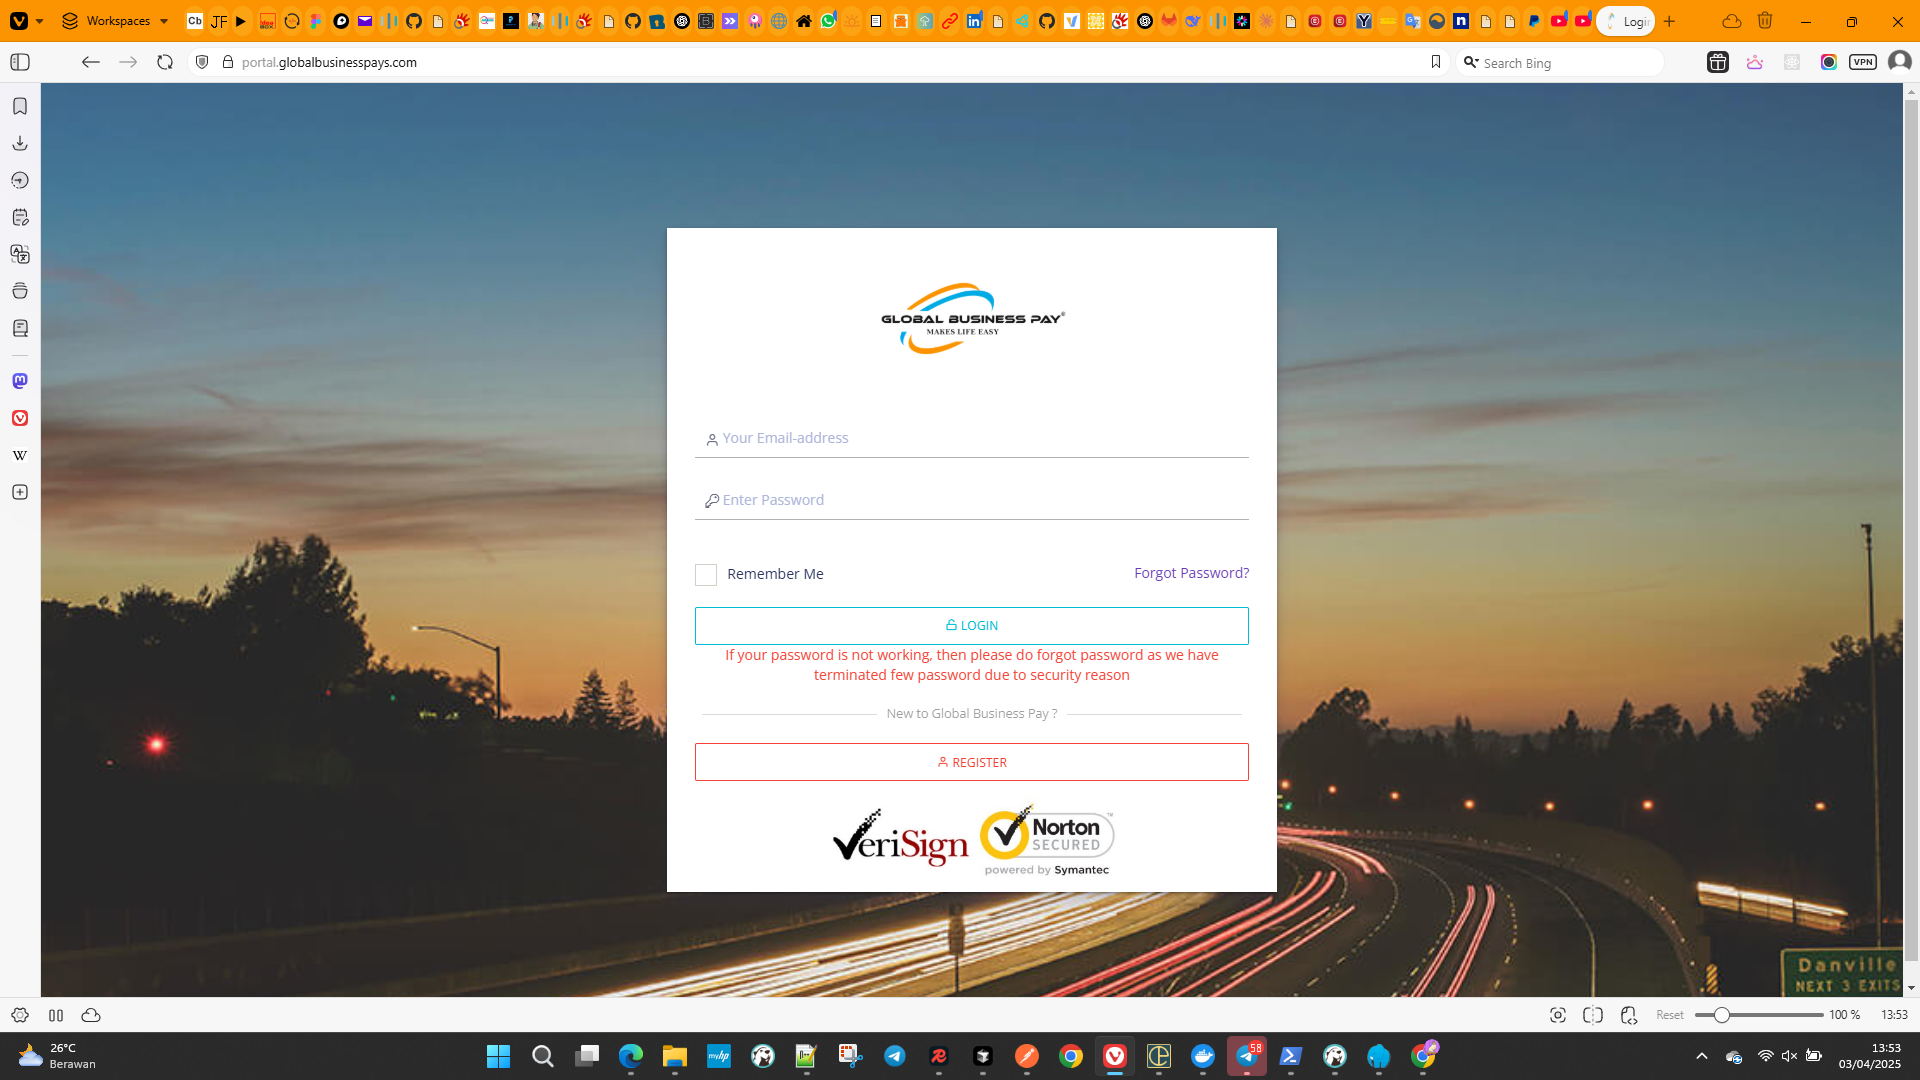 Workspaces
Login
portal.globalbusinesspays.com
Search Bing
VPN
GLOBAL BUSINESS PAY®
MAKES LIFE EASY
Your Email-address
Enter Password
Remember Me
Forgot Password?
LOGIN
If your password is not working, then please do forgot password as we have
terminated few password due to security reason
New to Global Business Pay ?
REGISTER
VeriSign
Norton™
SECURED
powered by Symantec
Danville
NEXT 3 EXITS
Reset
100 %
13:53
26°C
Berawan
58
13:53
03/04/2025